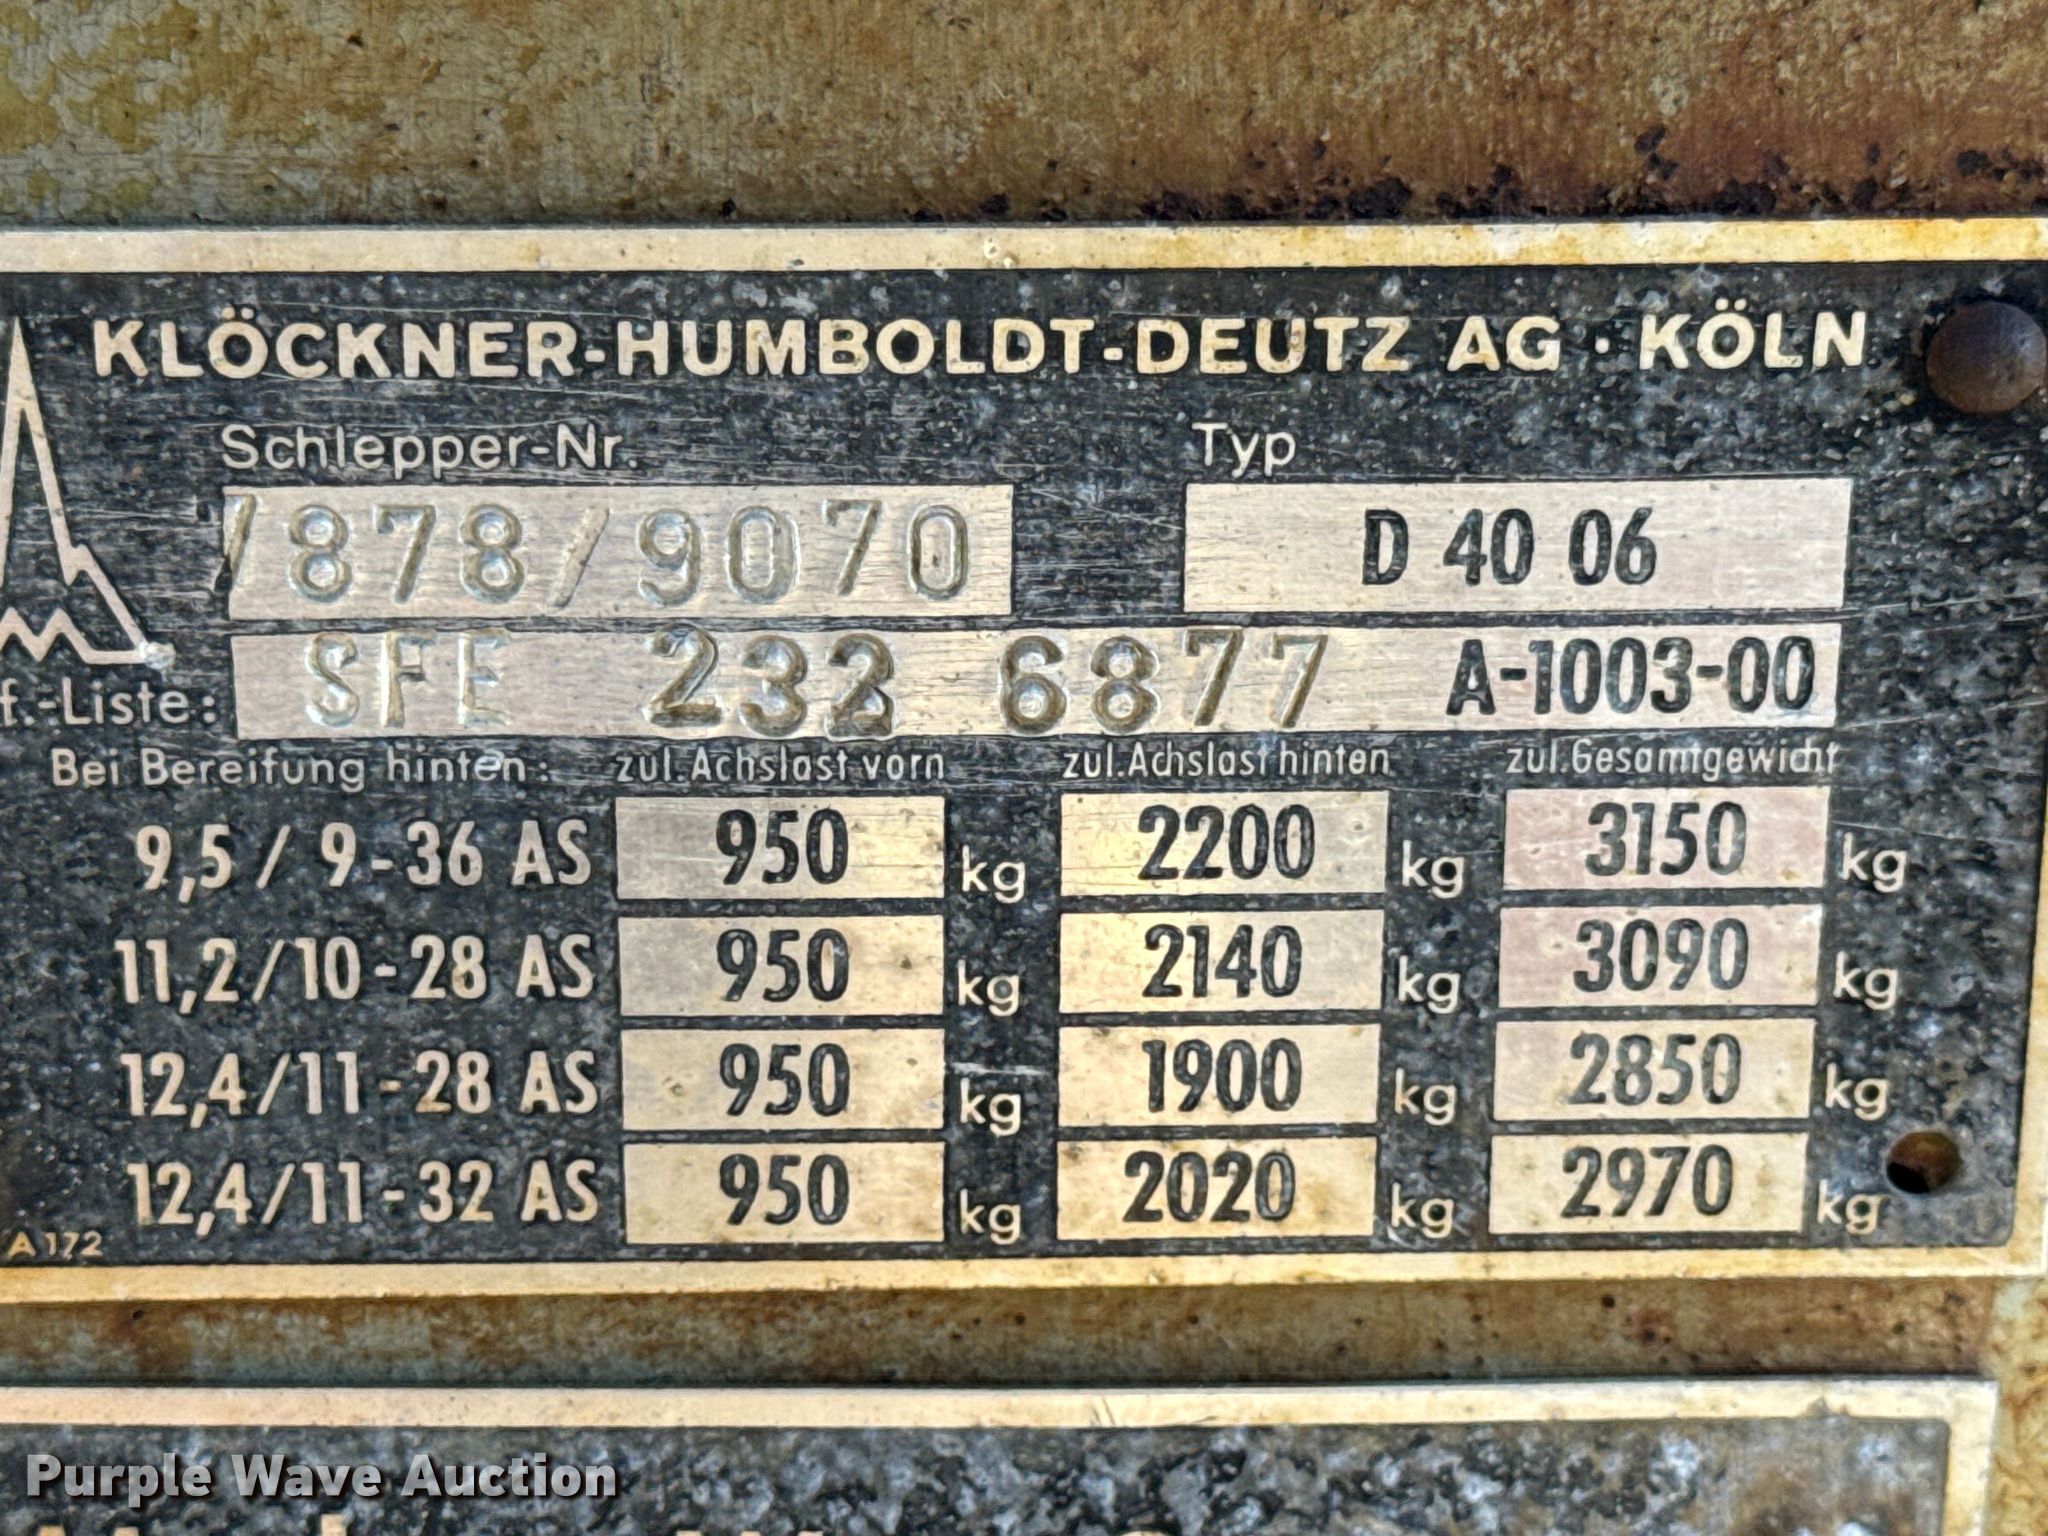 KLÖCKNER-HUMBOLDT-DEUTZ AG · KÖLN
Schlepper-Nr. Typ
7878/9070 D 40 06
f.-Liste: SFE 232 6877 A-1003-00
Bei Bereifung hinten: zul.Achslast vorn zul.Achslast hinten zul.Gesamtgewicht
9,5 / 9-36 AS 950 kg 2200 kg 3150 kg
11,2/10-28 AS 950 kg 2140 kg 3090 kg
12,4/11-28 AS 950 kg 1900 kg 2850 kg
12,4/11-32 AS 950 kg 2020 kg 2970 kg
A172
Purple Wave Auction